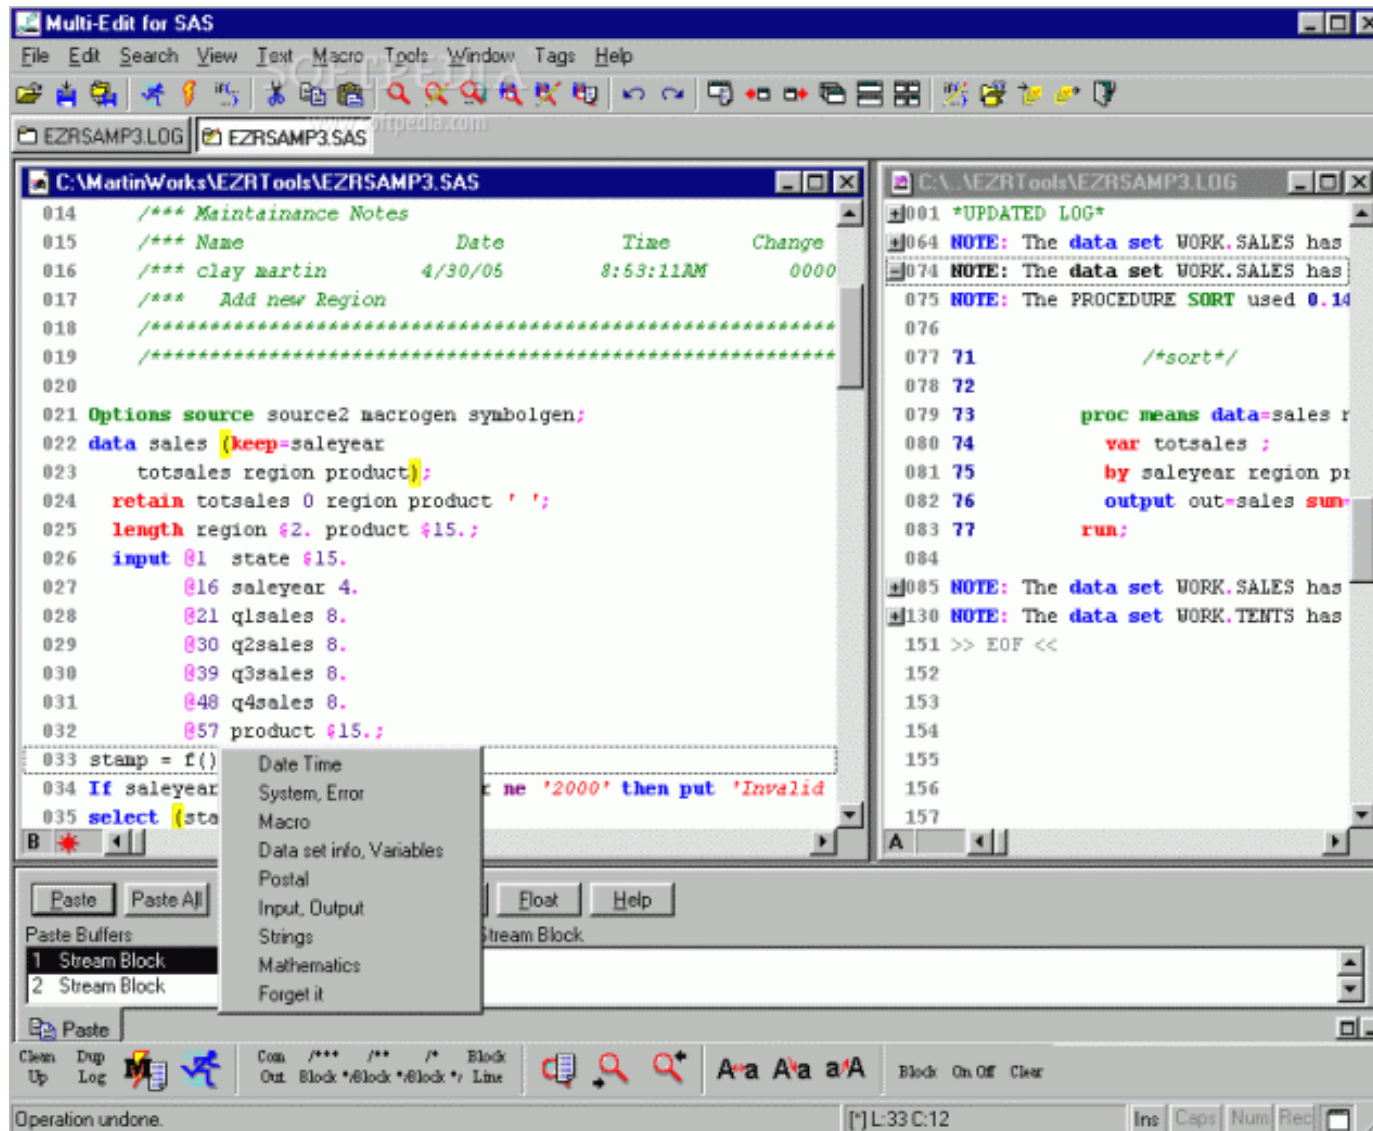 Multi-Edit for SAS
File Edit Search View Text Macro Tools Window Tags Help
SOFTPEDIA
www.softpedia.com
EZRSAMP3.LOG EZRSAMP3.SAS
C:\MartinWorks\EZRTools\EZRSAMP3.SAS
014 /*** Maintainance Notes
015 /*** Name Date Time Change
016 /*** clay martin 4/30/05 8:53:11AM 0000
017 /*** Add new Region
018 /**********************************************************
019 /**********************************************************
020
021 Options source source2 macrogen symbolgen;
022 data sales (keep=saleyear
023 totsales region product);
024 retain totsales 0 region product ' ';
025 length region $2. product $15.;
026 input @1 state $15.
027 @16 saleyear 4.
028 @21 q1sales 8.
029 @30 q2sales 8.
030 @39 q3sales 8.
031 @48 q4sales 8.
032 @57 product $15.;
033 stamp = f()
034 If saleyear r ne '2000' then put 'Invalid
035 select (sta
B
C:\..\EZRTools\EZRSAMP3.LOG
001 *UPDATED LOG*
064 NOTE: The data set WORK.SALES has
074 NOTE: The data set WORK.SALES has
075 NOTE: The PROCEDURE SORT used 0.14
076
077 71 /*sort*/
078 72
079 73 proc means data=sales r
080 74 var totsales ;
081 75 by saleyear region pr
082 76 output out=sales sum=
083 77 run;
084
085 NOTE: The data set WORK.SALES has
130 NOTE: The data set WORK.TENTS has
151 >> EOF <<
152
153
154
155
156
157
A
Date Time
System, Error
Macro
Data set info, Variables
Postal
Input, Output
Strings
Mathematics
Forget it
Paste Paste All Float Help
Paste Buffers Stream Block
1 Stream Block
2 Stream Block
Paste
Clean Up Dup Log Com Out /*** Block */ /** Block */ /* Block */ Block Line A↔a A a a A Block On Off Clear
Operation undone. [*] L:33 C:12 Ins Caps Num Rec